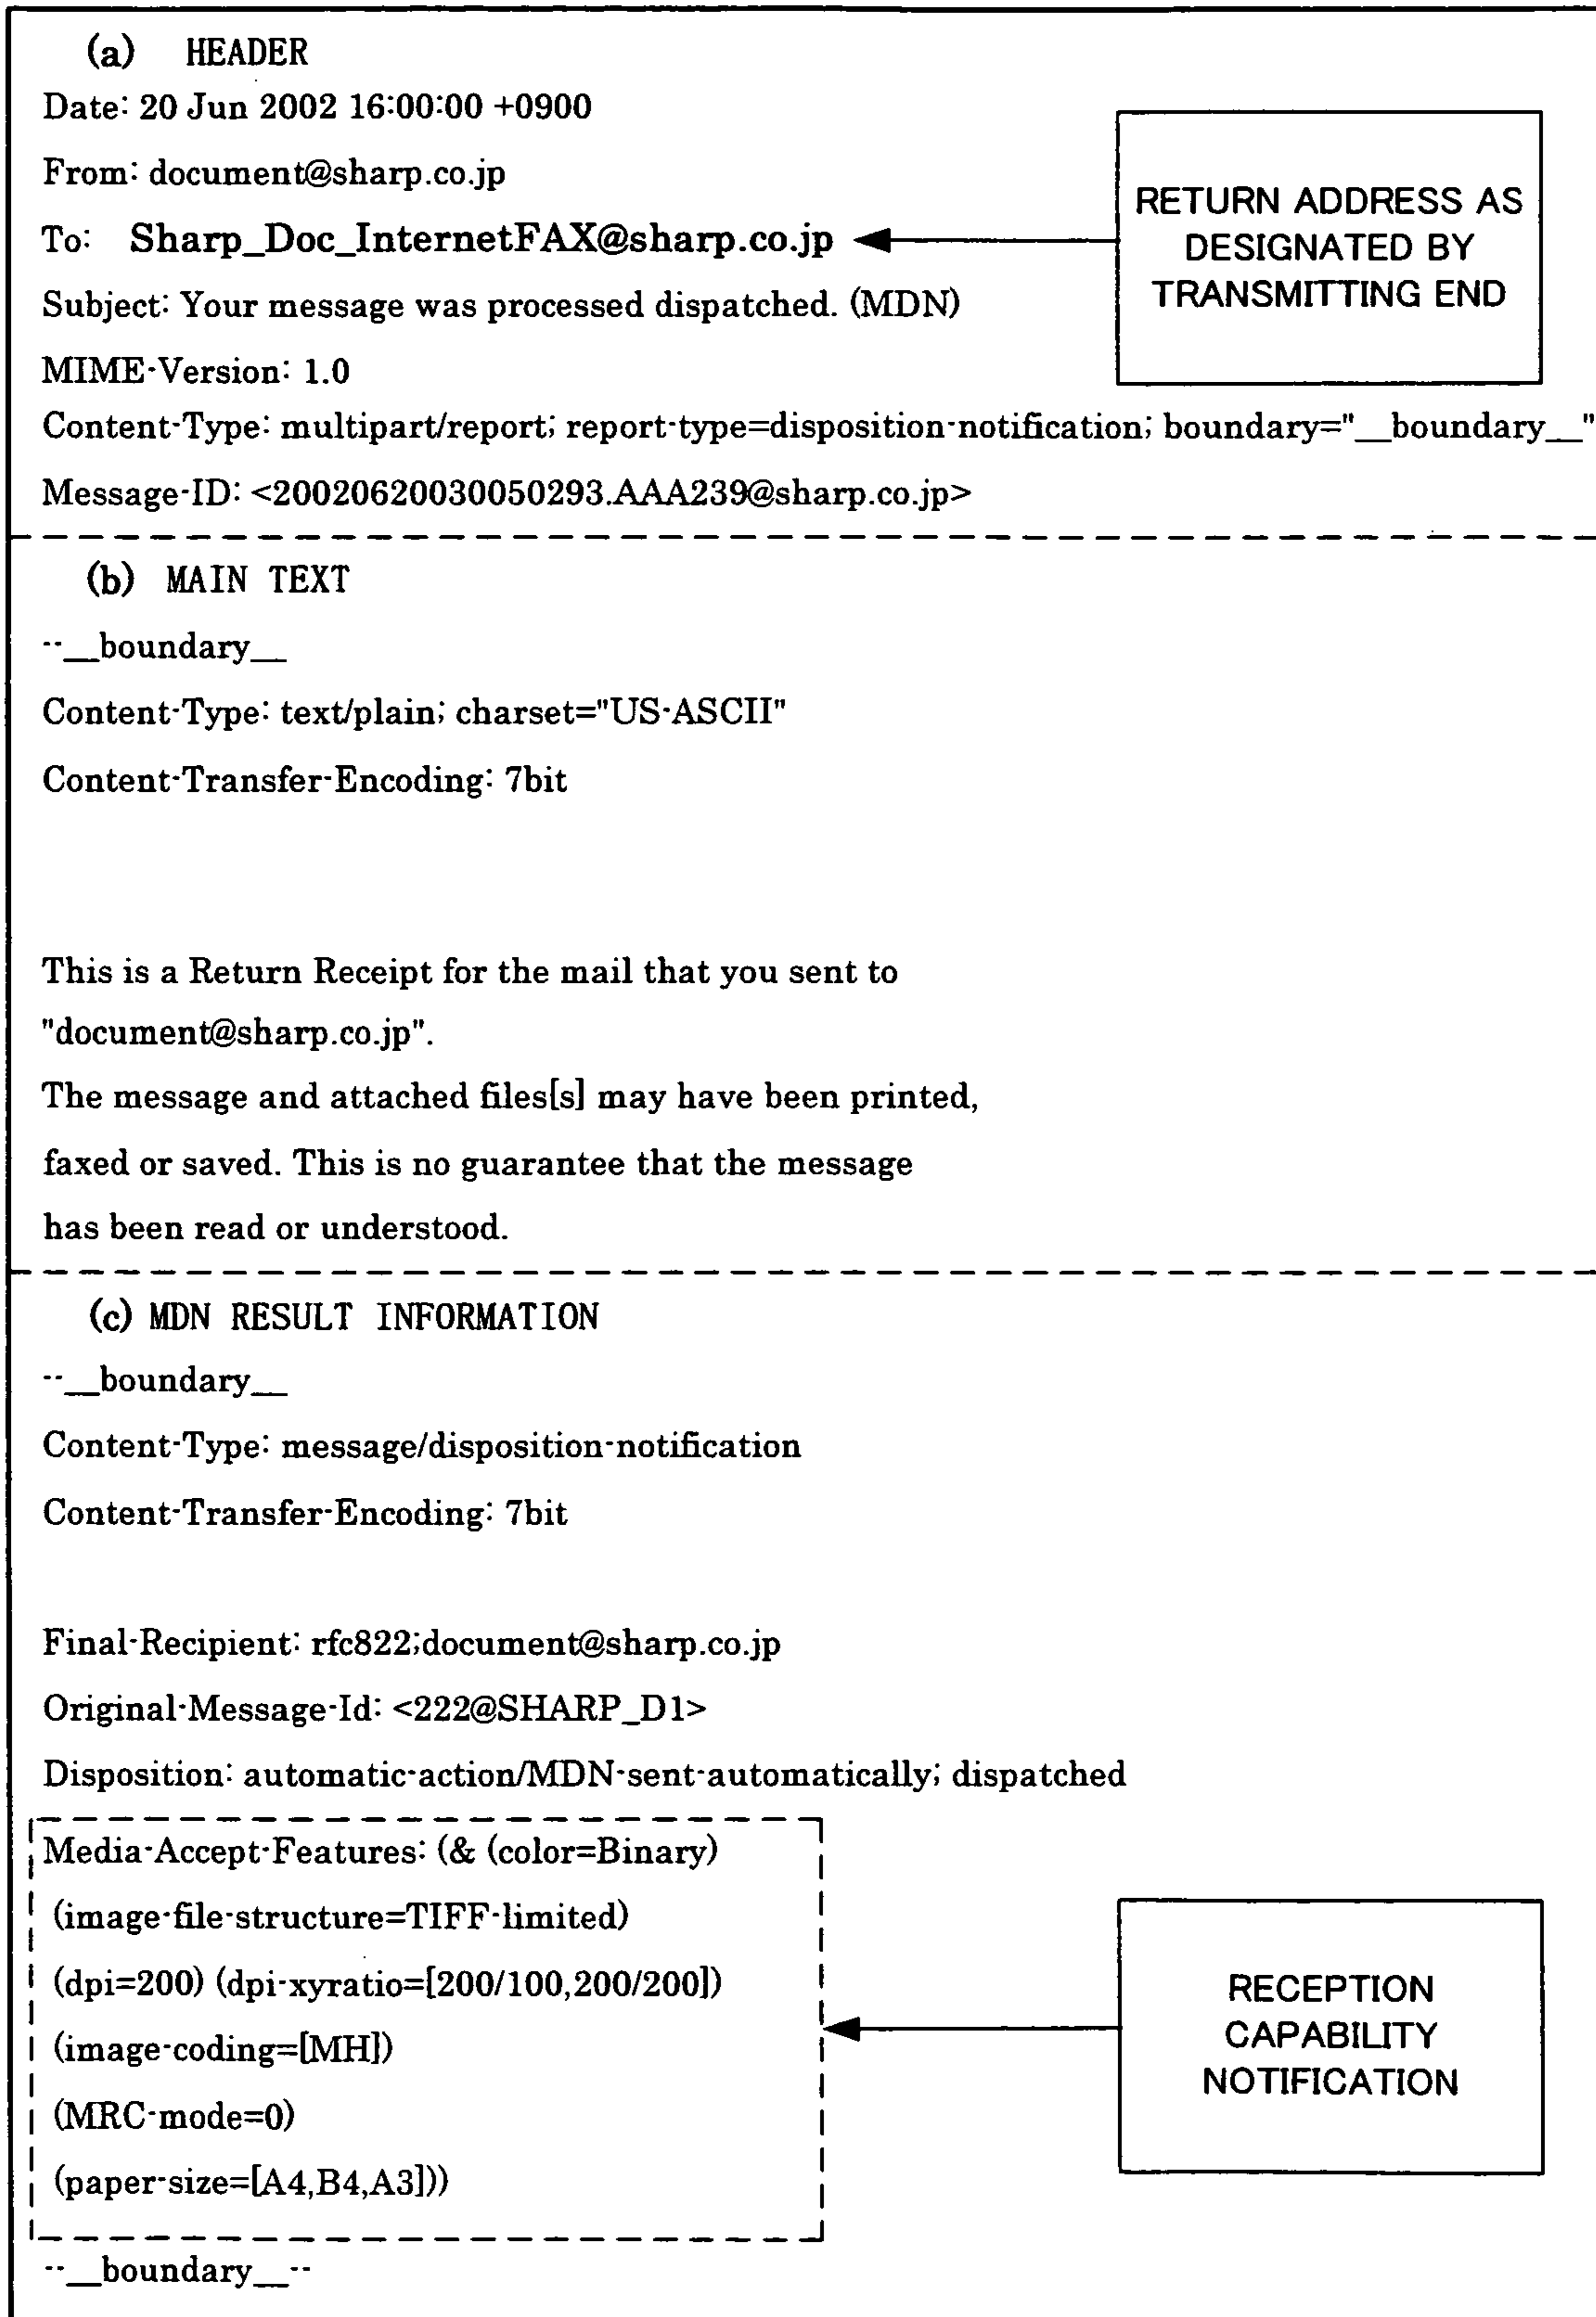 (a) HEADER
Date: 20 Jun 2002 16:00:00 +0900
From: document@sharp.co.jp
To: Sharp_Doc_InternetFAX@sharp.co.jp
RETURN ADDRESS AS
DESIGNATED BY
TRANSMITTING END
Subject: Your message was processed dispatched. (MDN)
MIME-Version: 1.0
Content-Type: multipart/report; report-type=disposition-notification; boundary="__boundary__"
Message-ID: <20020620030050293.AAA239@sharp.co.jp>
(b) MAIN TEXT
--__boundary__
Content-Type: text/plain; charset="US-ASCII"
Content-Transfer-Encoding: 7bit
This is a Return Receipt for the mail that you sent to
"document@sharp.co.jp".
The message and attached files[s] may have been printed,
faxed or saved. This is no guarantee that the message
has been read or understood.
(c) MDN RESULT INFORMATION
--__boundary__
Content-Type: message/disposition-notification
Content-Transfer-Encoding: 7bit
Final-Recipient: rfc822;document@sharp.co.jp
Original-Message-Id: <222@SHARP_D1>
Disposition: automatic-action/MDN-sent-automatically; dispatched
Media-Accept-Features: (& (color=Binary)
(image-file-structure=TIFF-limited)
(dpi=200) (dpi-xyratio=[200/100,200/200])
(image-coding=[MH])
(MRC-mode=0)
(paper-size=[A4,B4,A3]))
RECEPTION
CAPABILITY
NOTIFICATION
--__boundary__--